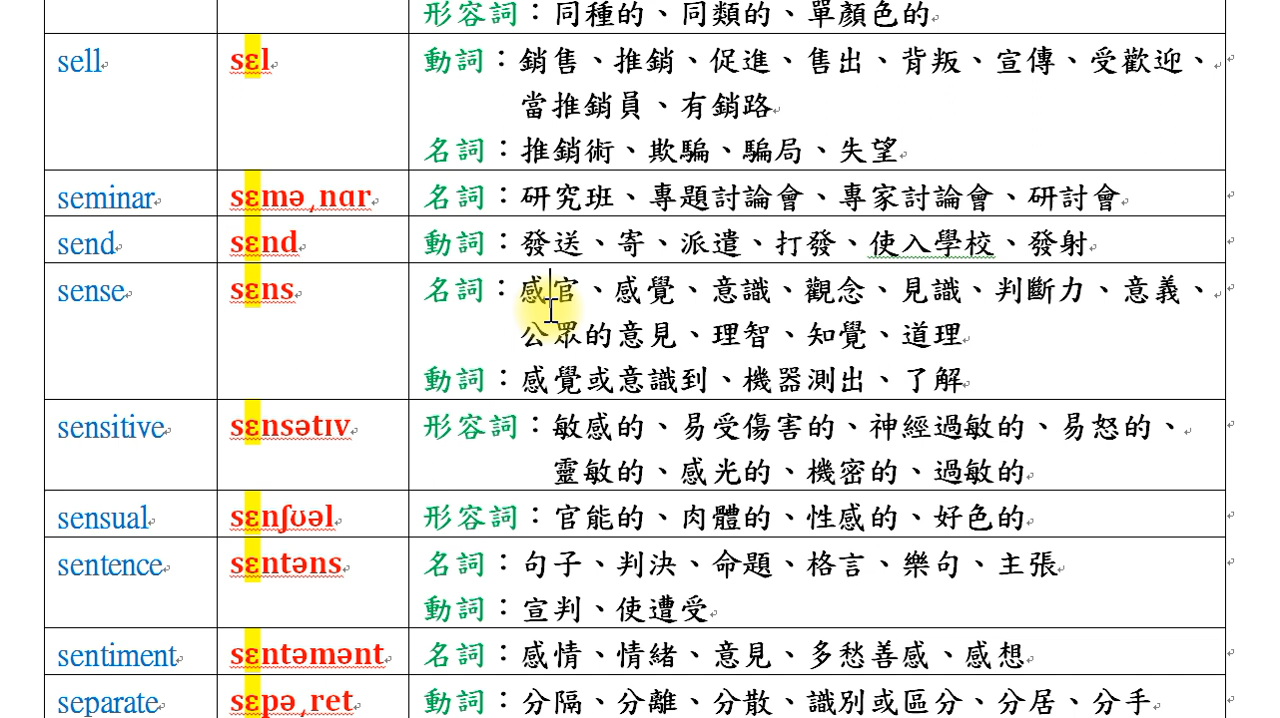 形容詞：同種的、同類的、單顏色的
sell sɛl 動詞：銷售、推銷、促進、售出、背叛、宣傳、受歡迎、
當推銷員、有銷路
名詞：推銷術、欺騙、騙局、失望
seminar sɛmə͵nɑr 名詞：研究班、專題討論會、專家討論會、研討會
send sɛnd 動詞：發送、寄、派遣、打發、使入學校、發射
sense sɛns 名詞：感官、感覺、意識、觀念、見識、判斷力、意義、
公眾的意見、理智、知覺、道理
動詞：感覺或意識到、機器測出、了解
sensitive sɛnsətɪv 形容詞：敏感的、易受傷害的、神經過敏的、易怒的、
靈敏的、感光的、機密的、過敏的
sensual sɛnʃʊəl 形容詞：官能的、肉體的、性感的、好色的
sentence sɛntəns 名詞：句子、判決、命題、格言、樂句、主張
動詞：宣判、使遭受
sentiment sɛntəmənt 名詞：感情、情緒、意見、多愁善感、感想
separate sɛpə͵ret 動詞：分隔、分離、分散、識別或區分、分居、分手